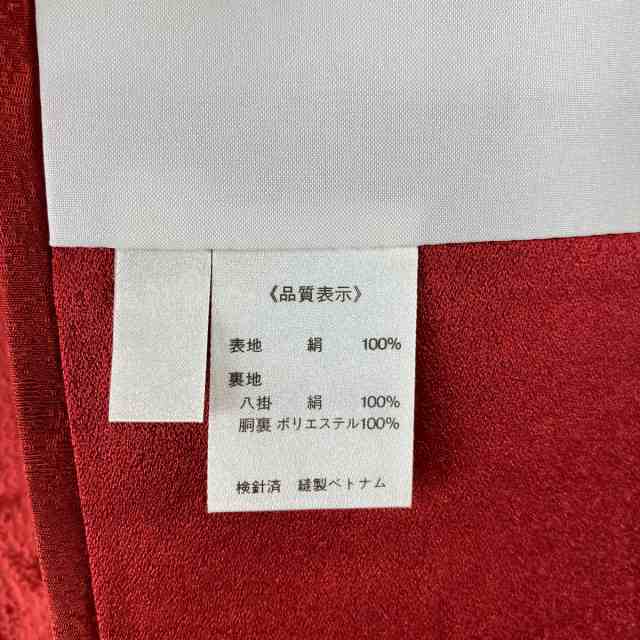 《品質表示》
表地 絹 100%
裏地
八掛 絹 100%
胴裏 ポリエステル100%
検針済 縫製ベトナム